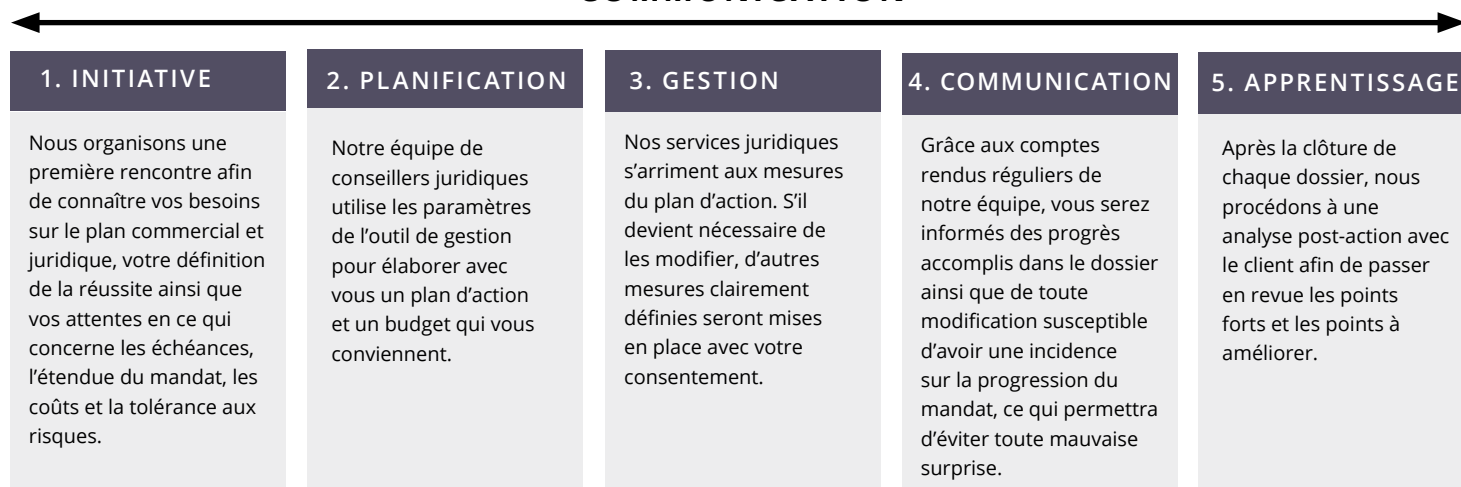 COMMUNICATION
1. INITIATIVE
Nous organisons une
première rencontre afin
de connaître vos besoins
sur le plan commercial et
juridique, votre définition
de la réussite ainsi que
vos attentes en ce qui
concerne les échéances,
l’étendue du mandat, les
coûts et la tolérance aux
risques.
2. PLANIFICATION
Notre équipe de
conseillers juridiques
utilise les paramètres
de l’outil de gestion
pour élaborer avec
vous un plan d’action
et un budget qui vous
conviennent.
3. GESTION
Nos services juridiques
s’arriment aux mesures
du plan d’action. S’il
devient nécessaire de
les modifier, d’autres
mesures clairement
définies seront mises
en place avec votre
consentement.
4. COMMUNICATION
Grâce aux comptes
rendus réguliers de
notre équipe, vous serez
informés des progrès
accomplis dans le dossier
ainsi que de toute
modification susceptible
d’avoir une incidence
sur la progression du
mandat, ce qui permettra
d’éviter toute mauvaise
surprise.
5. APPRENTISSAGE
Après la clôture de
chaque dossier, nous
procédons à une
analyse post-action avec
le client afin de passer
en revue les points
forts et les points à
améliorer.